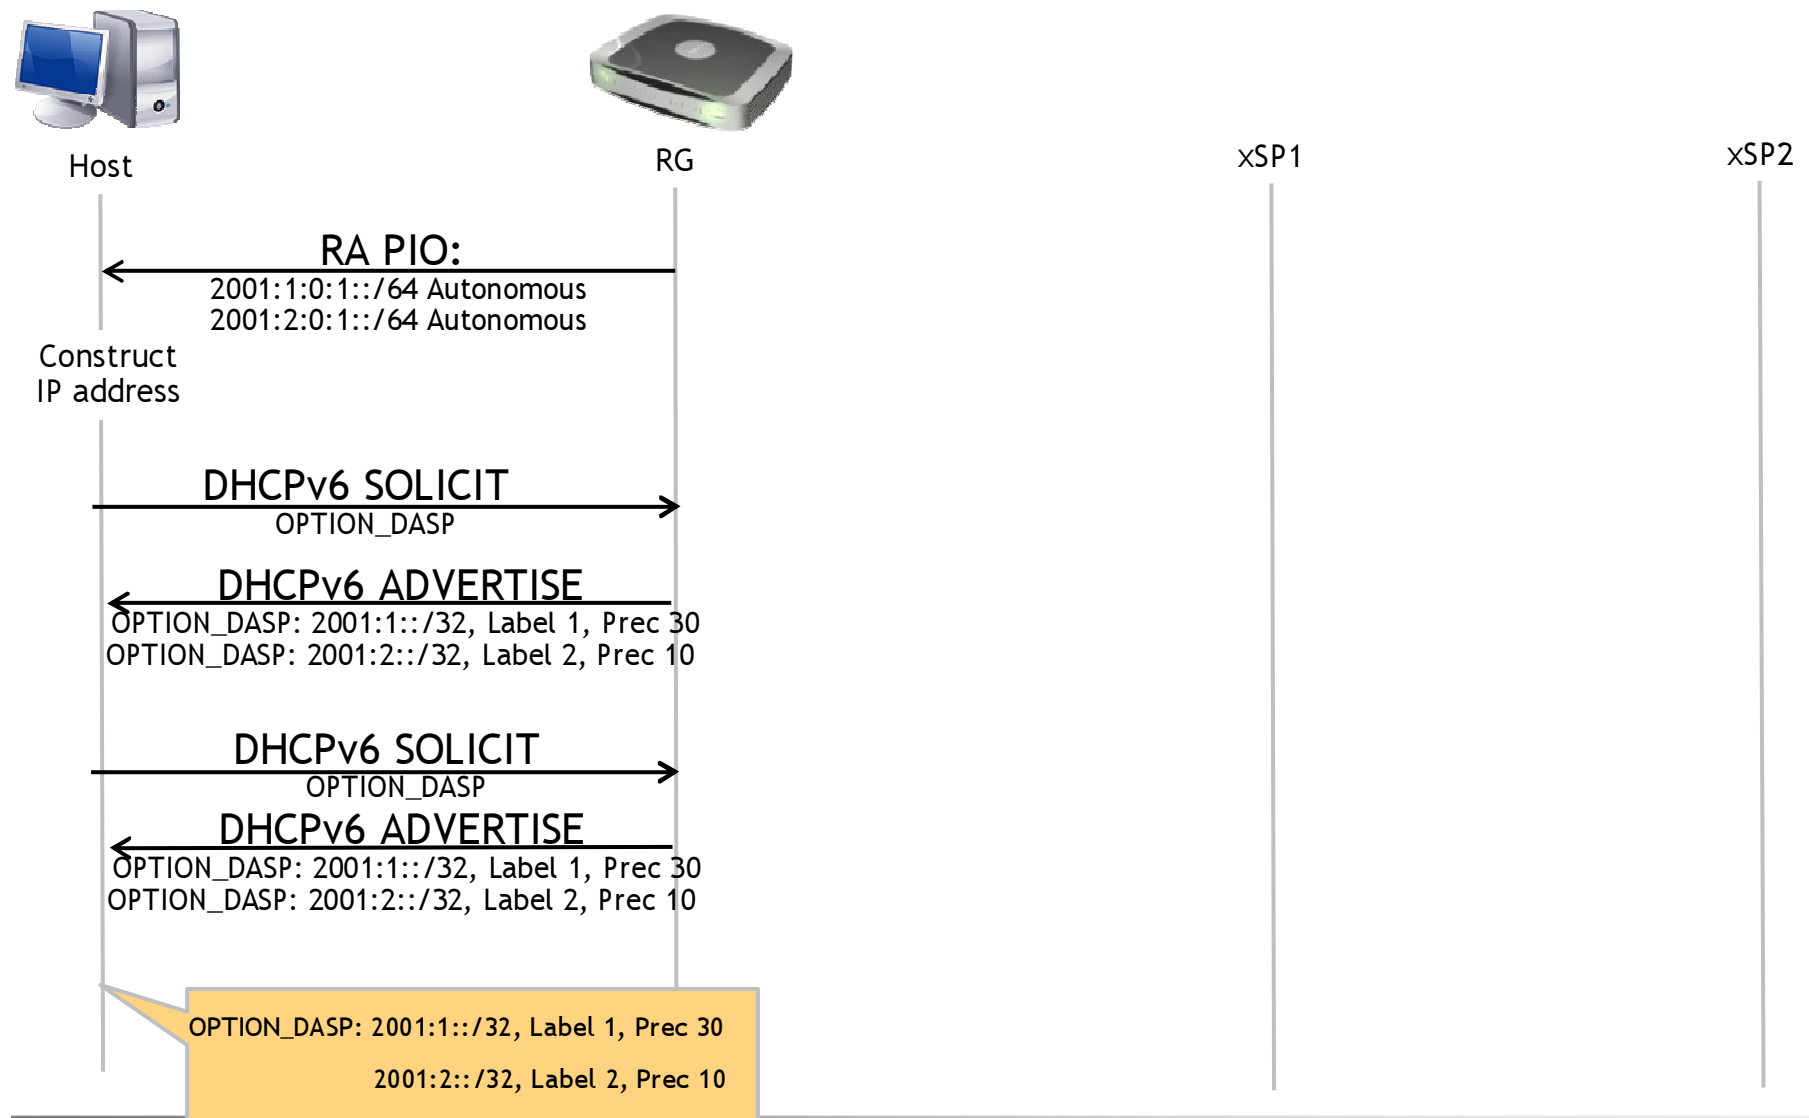 Host
RG
xSP1
xSP2
RA PIO:
2001:1:0:1::/64 Autonomous
2001:2:0:1::/64 Autonomous
Construct
IP address
DHCPv6 SOLICIT
OPTION_DASP
DHCPv6 ADVERTISE
OPTION_DASP: 2001:1::/32, Label 1, Prec 30
OPTION_DASP: 2001:2::/32, Label 2, Prec 10
DHCPv6 SOLICIT
OPTION_DASP
DHCPv6 ADVERTISE
OPTION_DASP: 2001:1::/32, Label 1, Prec 30
OPTION_DASP: 2001:2::/32, Label 2, Prec 10
OPTION_DASP: 2001:1::/32, Label 1, Prec 30
2001:2::/32, Label 2, Prec 10